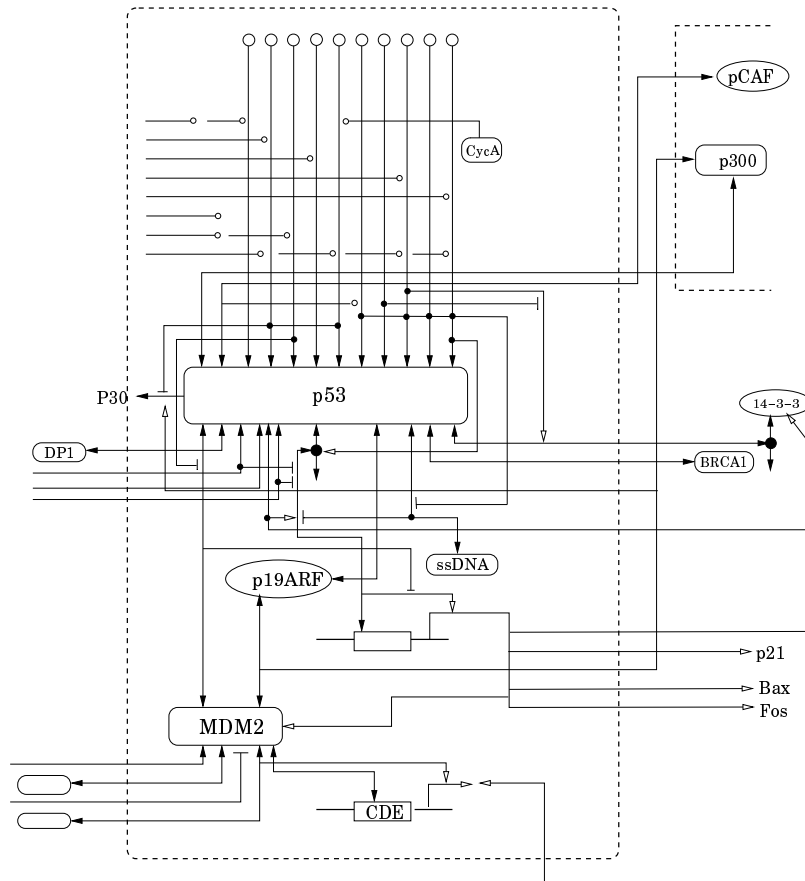 pCAF
CycA
p300
P30
p53
14-3-3
DP1
BRCA1
ssDNA
p19ARF
p21
Bax
Fos
MDM2
CDE